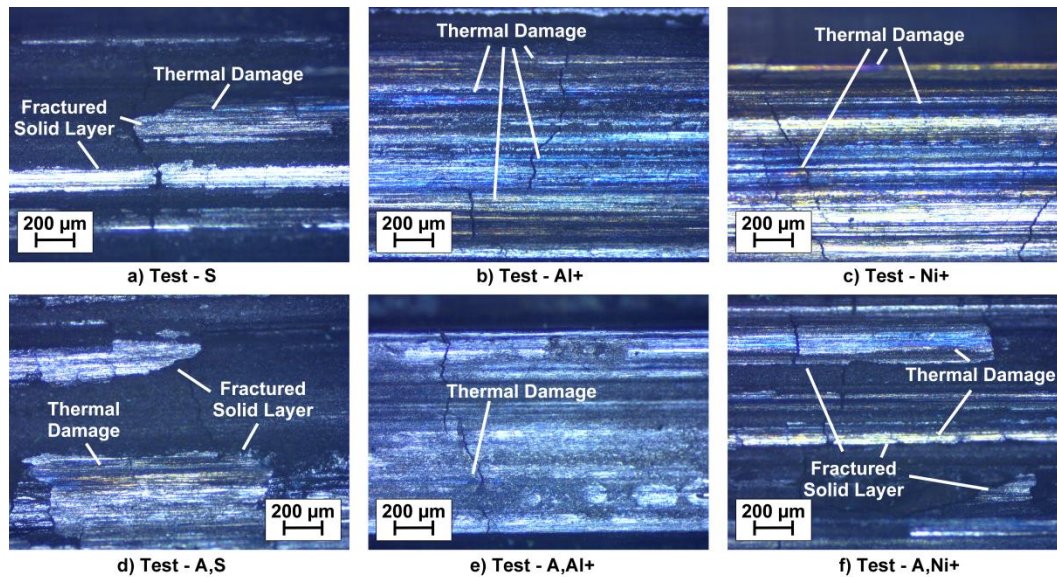 Thermal Damage
Fractured
Solid Layer
200 µm
a) Test - S
Thermal Damage
200 µm
b) Test - Al+
Thermal Damage
200 µm
c) Test - Ni+
Fractured
Solid Layer
Thermal
Damage
200 µm
d) Test - A,S
Thermal Damage
200 µm
e) Test - A,Al+
Thermal Damage
Fractured
Solid Layer
200 µm
f) Test - A,Ni+